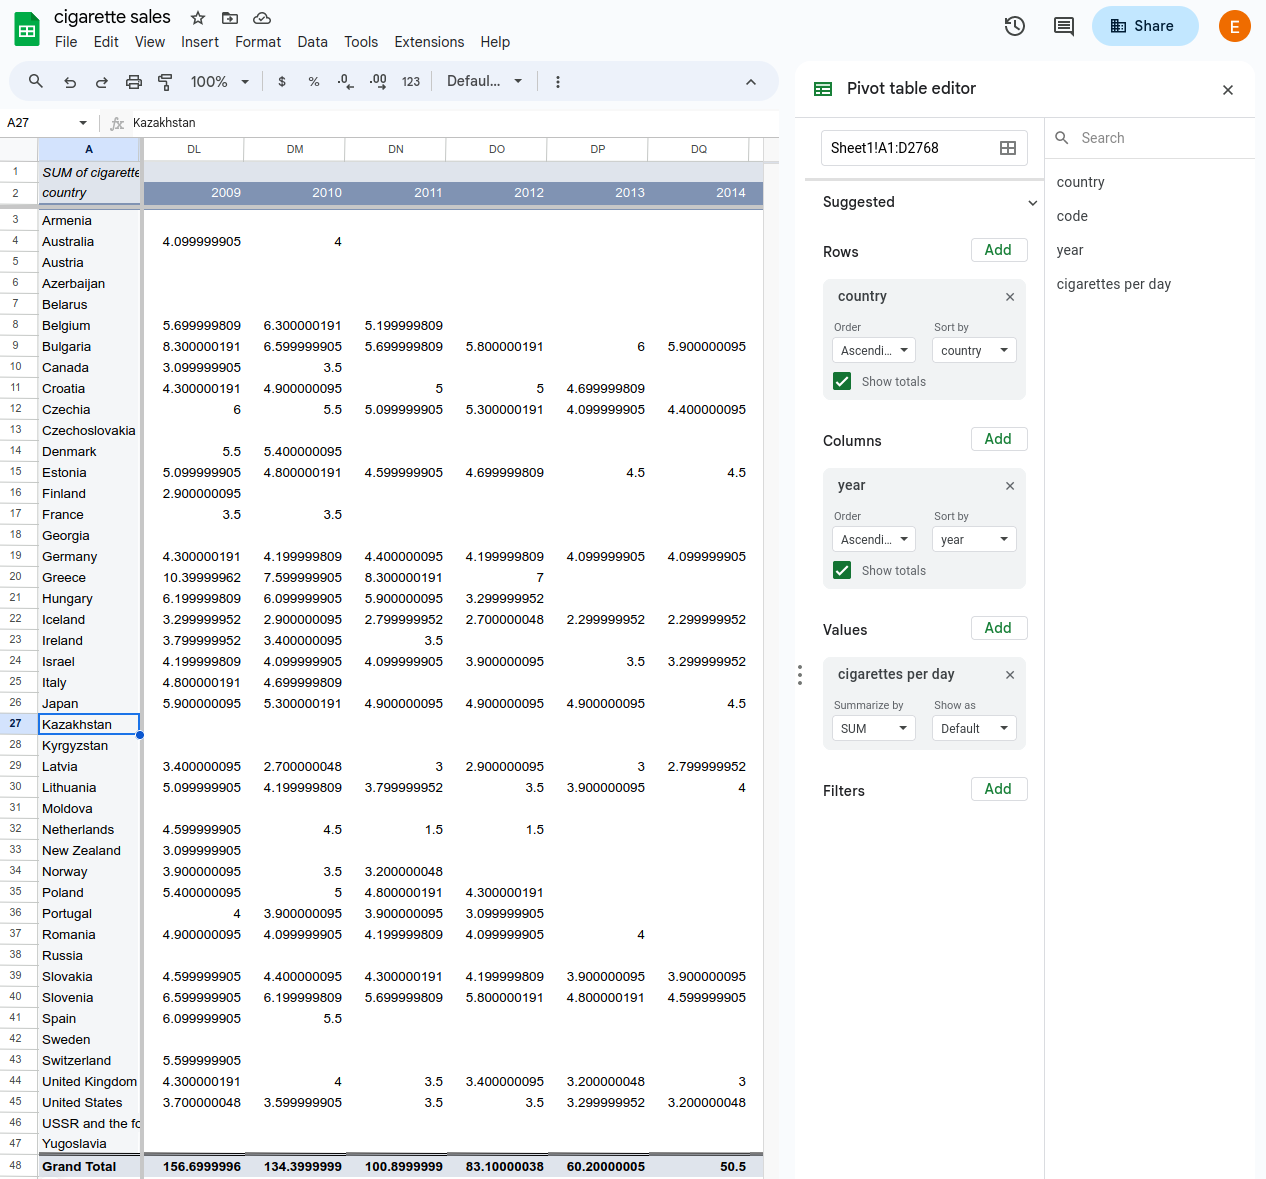 cigarette sales
File Edit View Insert Format Data Tools Extensions Help
Share
E
100% $ % .0 .00 123 Defaul...
A27 fx Kazakhstan
A DL DM DN DO DP DQ
1 SUM of cigarette
2 country 2009 2010 2011 2012 2013 2014
3 Armenia
4 Australia 4.099999905 4
5 Austria
6 Azerbaijan
7 Belarus
8 Belgium 5.699999809 6.300000191 5.199999809
9 Bulgaria 8.300000191 6.599999905 5.699999809 5.800000191 6 5.900000095
10 Canada 3.099999905 3.5
11 Croatia 4.300000191 4.900000095 5 5 4.699999809
12 Czechia 6 5.5 5.099999905 5.300000191 4.099999905 4.400000095
13 Czechoslovakia
14 Denmark 5.5 5.400000095
15 Estonia 5.099999905 4.800000191 4.599999905 4.699999809 4.5 4.5
16 Finland 2.900000095
17 France 3.5 3.5
18 Georgia
19 Germany 4.300000191 4.199999809 4.400000095 4.199999809 4.099999905 4.099999905
20 Greece 10.39999962 7.599999905 8.300000191 7
21 Hungary 6.199999809 6.099999905 5.900000095 3.299999952
22 Iceland 3.299999952 2.900000095 2.799999952 2.700000048 2.299999952 2.299999952
23 Ireland 3.799999952 3.400000095 3.5
24 Israel 4.199999809 4.099999905 4.099999905 3.900000095 3.5 3.299999952
25 Italy 4.800000191 4.699999809
26 Japan 5.900000095 5.300000191 4.900000095 4.900000095 4.900000095 4.5
27 Kazakhstan
28 Kyrgyzstan
29 Latvia 3.400000095 2.700000048 3 2.900000095 3 2.799999952
30 Lithuania 5.099999905 4.199999809 3.799999952 3.5 3.900000095 4
31 Moldova
32 Netherlands 4.599999905 4.5 1.5 1.5
33 New Zealand 3.099999905
34 Norway 3.900000095 3.5 3.200000048
35 Poland 5.400000095 5 4.800000191 4.300000191
36 Portugal 4 3.900000095 3.900000095 3.099999905
37 Romania 4.900000095 4.099999905 4.199999809 4.099999905 4
38 Russia
39 Slovakia 4.599999905 4.400000095 4.300000191 4.199999809 3.900000095 3.900000095
40 Slovenia 6.599999905 6.199999809 5.699999809 5.800000191 4.800000191 4.599999905
41 Spain 6.099999905 5.5
42 Sweden
43 Switzerland 5.599999905
44 United Kingdom 4.300000191 4 3.5 3.400000095 3.200000048 3
45 United States 3.700000048 3.599999905 3.5 3.5 3.299999952 3.200000048
46 USSR and the fo
47 Yugoslavia
48 Grand Total 156.6999996 134.3999999 100.8999999 83.10000038 60.20000005 50.5
Pivot table editor
Sheet1!A1:D2768
Suggested
Rows Add
country
Order Sort by
Ascendi... country
Show totals
Columns Add
year
Order Sort by
Ascendi... year
Show totals
Values Add
cigarettes per day
Summarize by Show as
SUM Default
Filters Add
Search
country
code
year
cigarettes per day